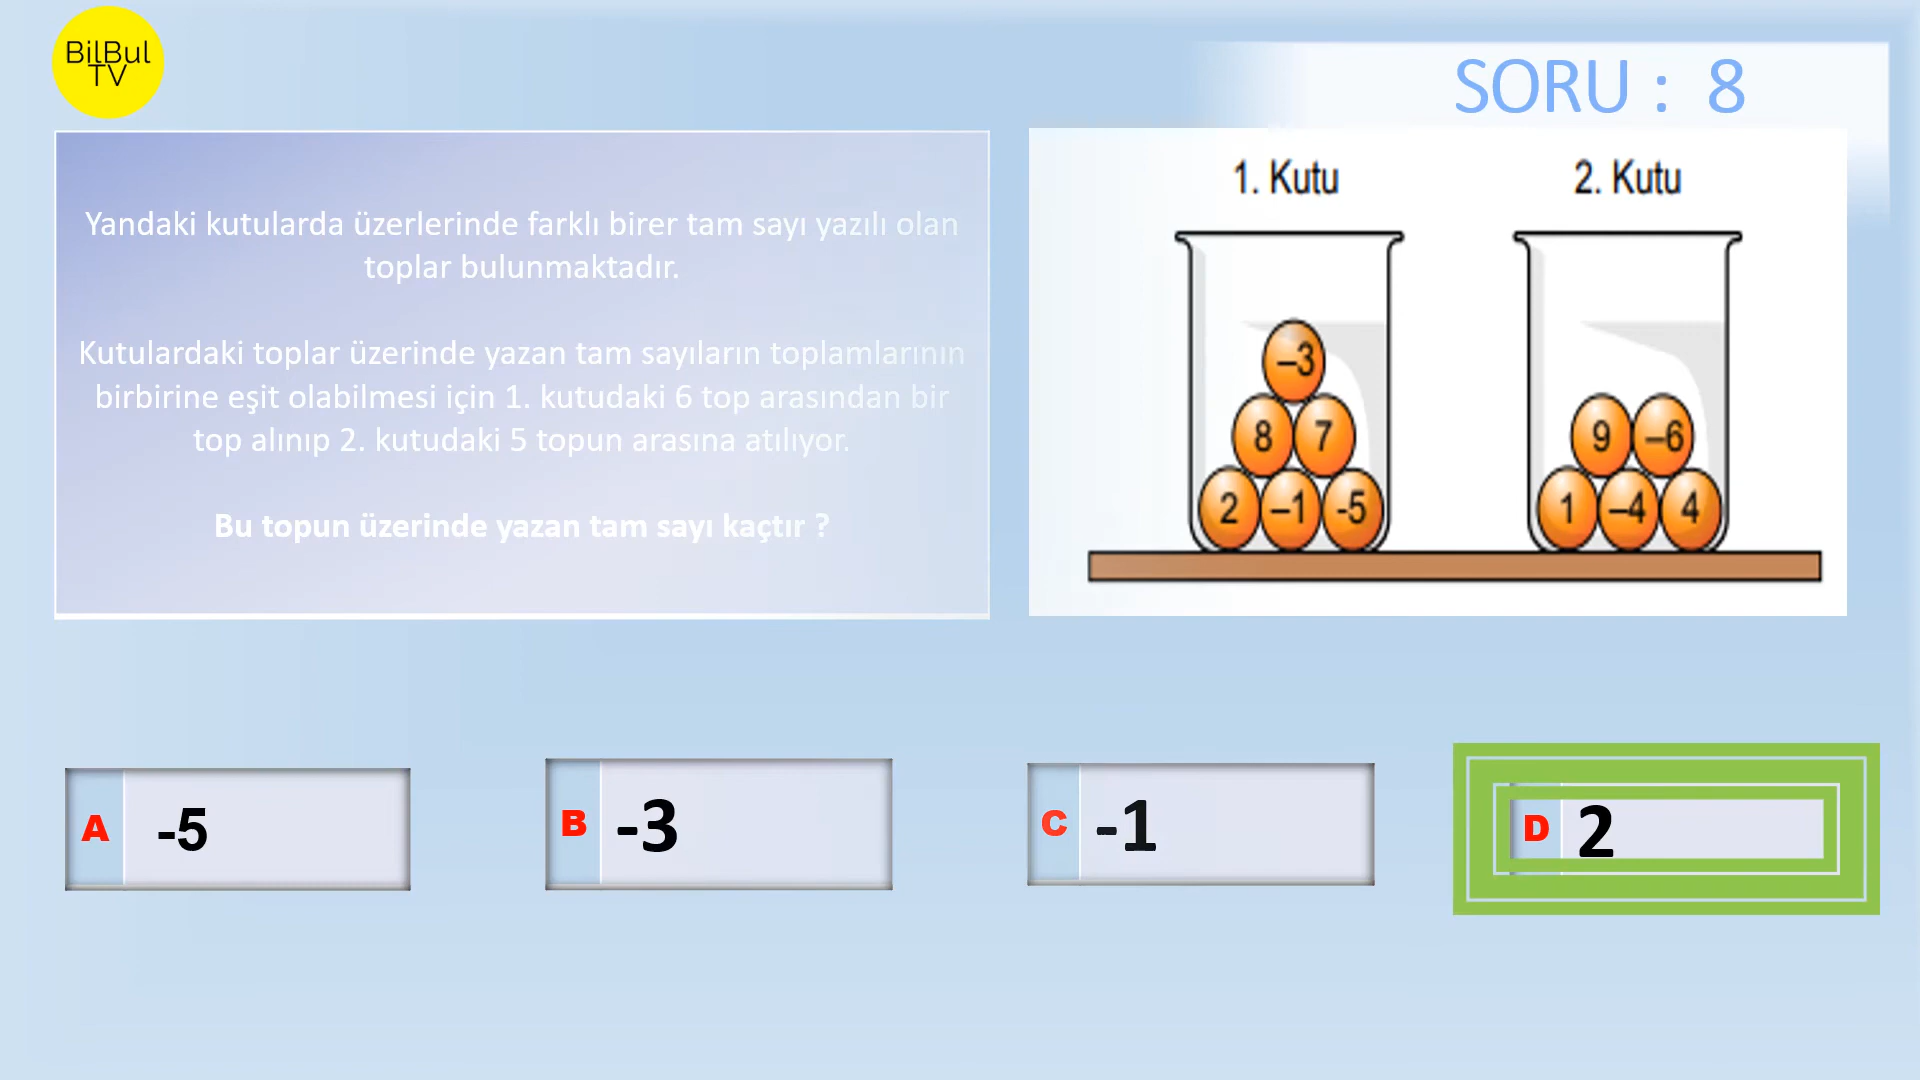 BilBul
TV
SORU : 8
Yandaki kutularda üzerlerinde farklı birer tam sayı yazılı olan
toplar bulunmaktadır.
Kutulardaki toplar üzerinde yazan tam sayıların toplamlarının
birbirine eşit olabilmesi için 1. kutudaki 6 top arasından bir
top alınıp 2. kutudaki 5 topun arasına atılıyor.
Bu topun üzerinde yazan tam sayı kaçtır ?
1. Kutu
–3
8 7
2 –1 -5
2. Kutu
9 –6
1 –4 4
A -5
B -3
C -1
D 2